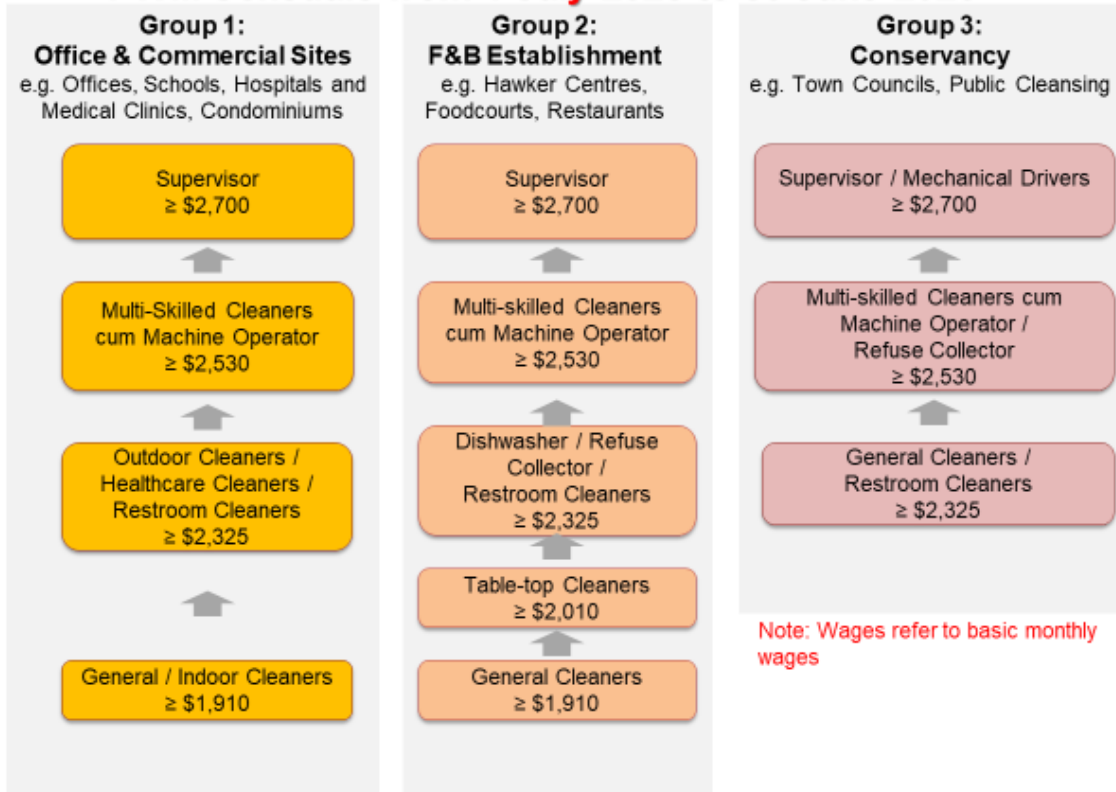 Group 1:
Office & Commercial Sites
e.g. Offices, Schools, Hospitals and
Medical Clinics, Condominiums
Supervisor
≥ $2,700
Multi-Skilled Cleaners
cum Machine Operator
≥ $2,530
Outdoor Cleaners /
Healthcare Cleaners /
Restroom Cleaners
≥ $2,325
General / Indoor Cleaners
≥ $1,910
Group 2:
F&B Establishment
e.g. Hawker Centres,
Foodcourts, Restaurants
Supervisor
≥ $2,700
Multi-skilled Cleaners
cum Machine Operator
≥ $2,530
Dishwasher / Refuse
Collector /
Restroom Cleaners
≥ $2,325
Table-top Cleaners
≥ $2,010
General Cleaners
≥ $1,910
Group 3:
Conservancy
e.g. Town Councils, Public Cleansing
Supervisor / Mechanical Drivers
≥ $2,700
Multi-skilled Cleaners cum
Machine Operator /
Refuse Collector
≥ $2,530
General Cleaners /
Restroom Cleaners
≥ $2,325
Note: Wages refer to basic monthly
wages